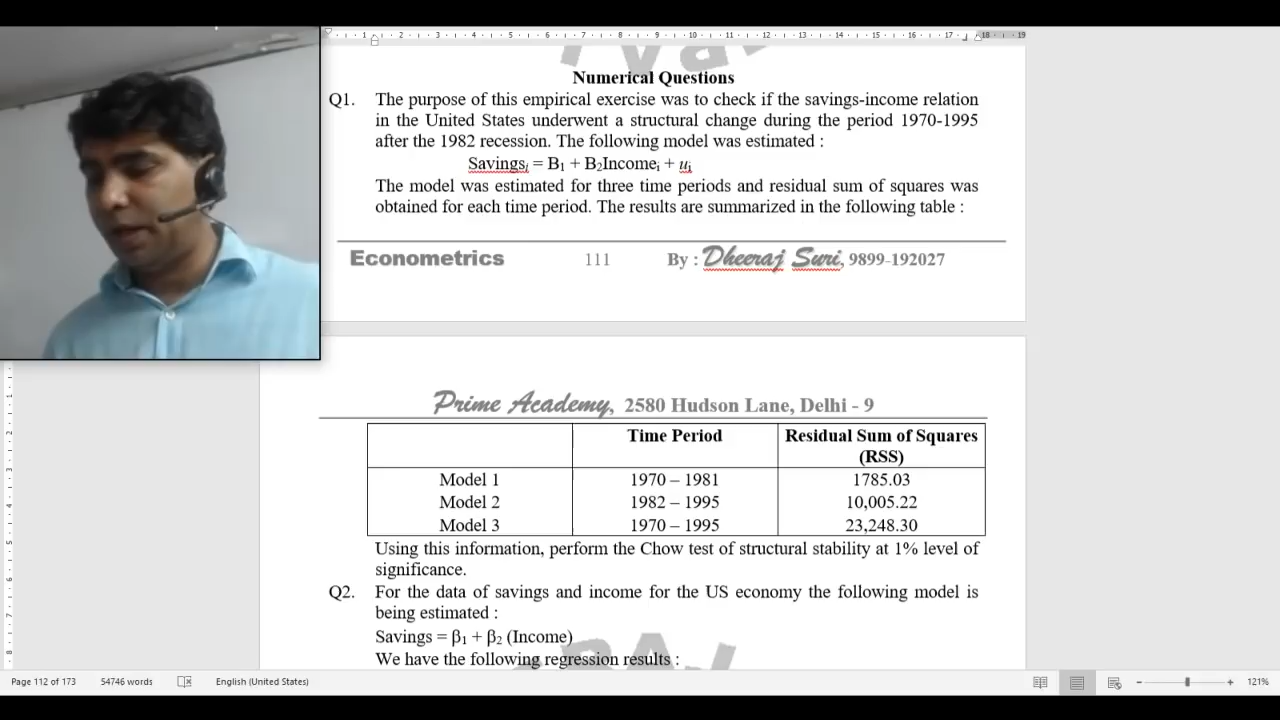 Numerical Questions
Q1. The purpose of this empirical exercise was to check if the savings-income relation
in the United States underwent a structural change during the period 1970-1995
after the 1982 recession. The following model was estimated :
Savingsᵢ = B₁ + B₂Incomeᵢ + uᵢ
The model was estimated for three time periods and residual sum of squares was
obtained for each time period. The results are summarized in the following table :
Econometrics 111 By : Dheeraj Suri, 9899-192027
Prime Academy, 2580 Hudson Lane, Delhi - 9
Time Period Residual Sum of Squares
(RSS)
Model 1 1970 – 1981 1785.03
Model 2 1982 – 1995 10,005.22
Model 3 1970 – 1995 23,248.30
Using this information, perform the Chow test of structural stability at 1% level of
significance.
Q2. For the data of savings and income for the US economy the following model is
being estimated :
Savings = β₁ + β₂ (Income)
We have the following regression results :
Page 112 of 173 54746 words English (United States) 121%